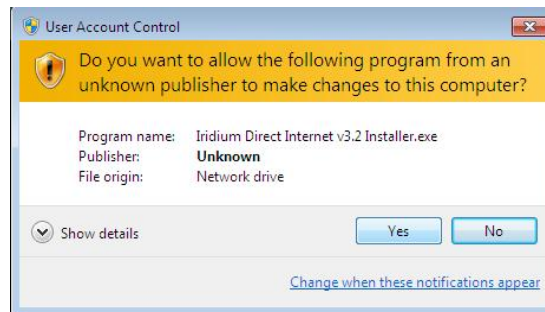 User Account Control
Do you want to allow the following program from an
unknown publisher to make changes to this computer?
Program name: Iridium Direct Internet v3.2 Installer.exe
Publisher: Unknown
File origin: Network drive
Show details
Yes
No
Change when these notifications appear